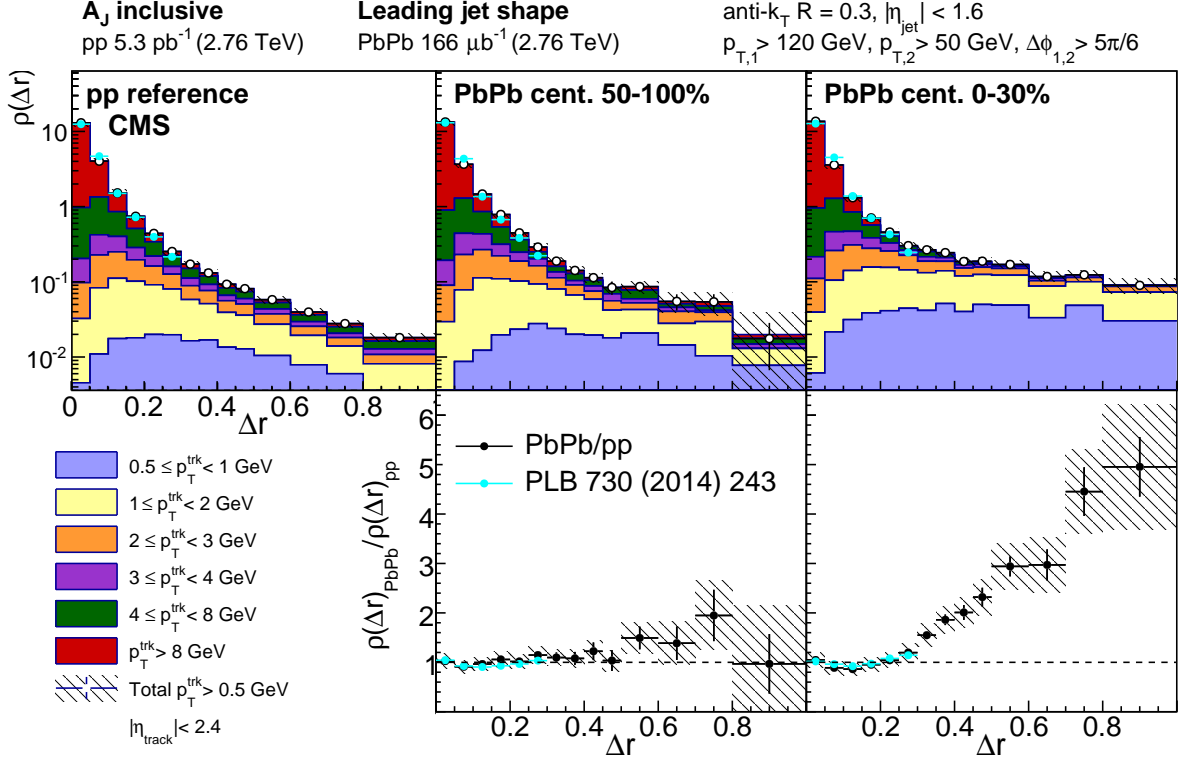 A_J inclusive
Leading jet shape
anti-k_T R = 0.3, |η_jet| < 1.6
pp 5.3 pb^-1 (2.76 TeV)
PbPb 166 μb^-1 (2.76 TeV)
p_T,1 > 120 GeV, p_T,2 > 50 GeV, Δϕ_1,2 > 5π/6
ρ(Δr)
pp reference
CMS
PbPb cent. 50-100%
PbPb cent. 0-30%
10
1
10^-1
10^-2
0 0.2 0.4 0.6 0.8
Δr
0.5 ≤ p_T^trk < 1 GeV
1 ≤ p_T^trk < 2 GeV
2 ≤ p_T^trk < 3 GeV
3 ≤ p_T^trk < 4 GeV
4 ≤ p_T^trk < 8 GeV
p_T^trk > 8 GeV
Total p_T^trk > 0.5 GeV
|η_track| < 2.4
ρ(Δr)_PbPb/ρ(Δr)_pp
6
5
4
3
2
1
0
PbPb/pp
PLB 730 (2014) 243
0.2 0.4 0.6 0.8
Δr
0.2 0.4 0.6 0.8
Δr